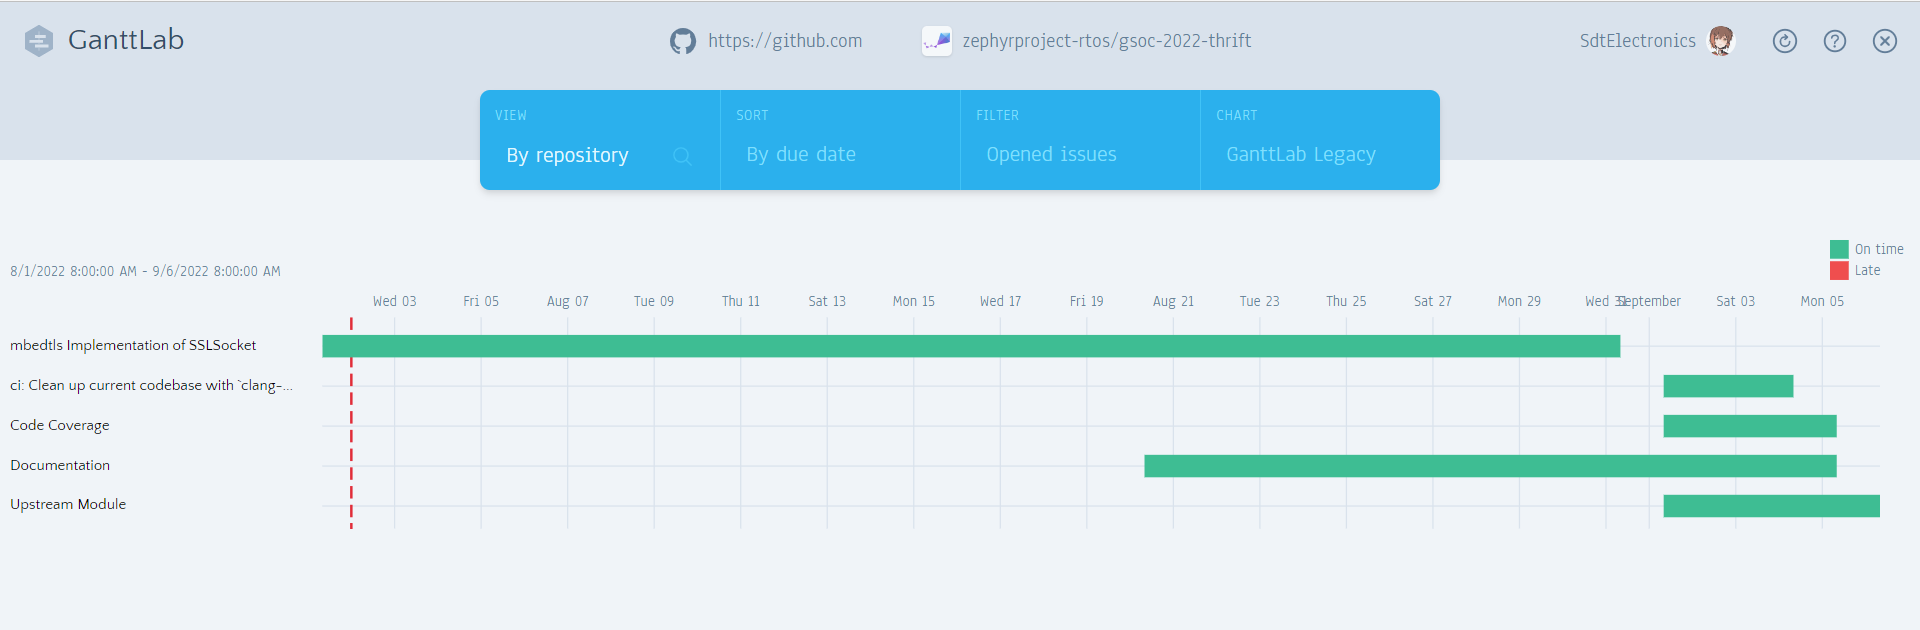 GanttLab
https://github.com
zephyrproject-rtos/gsoc-2022-thrift
SdtElectronics
VIEW
By repository
SORT
By due date
FILTER
Opened issues
CHART
GanttLab Legacy
On time
Late
8/1/2022 8:00:00 AM - 9/6/2022 8:00:00 AM
Wed 03 Fri 05 Aug 07 Tue 09 Thu 11 Sat 13 Mon 15 Wed 17 Fri 19 Aug 21 Tue 23 Thu 25 Sat 27 Mon 29 Wed 31 September Sat 03 Mon 05
mbedtls Implementation of SSLSocket
ci: Clean up current codebase with `clang-...
Code Coverage
Documentation
Upstream Module